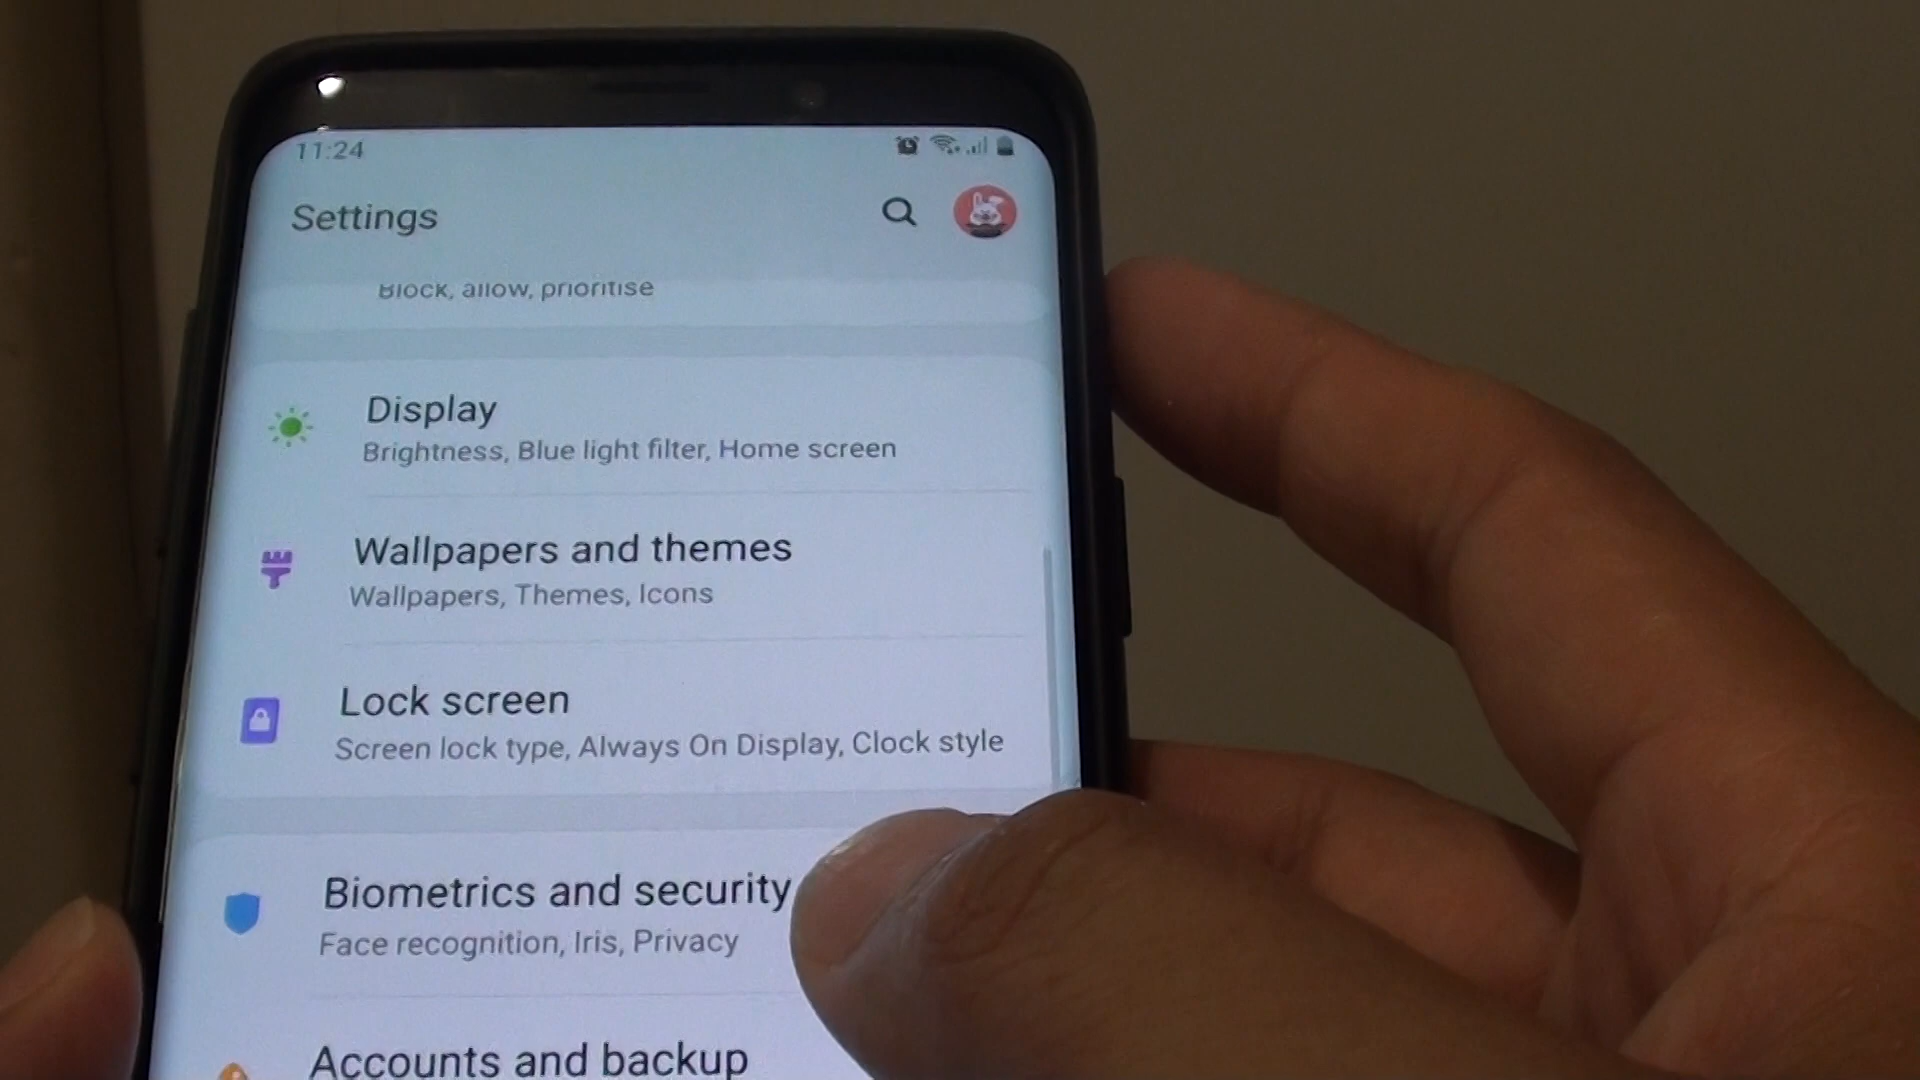 11:24
Settings
Block, allow, prioritise
Display
Brightness, Blue light filter, Home screen
Wallpapers and themes
Wallpapers, Themes, Icons
Lock screen
Screen lock type, Always On Display, Clock style
Biometrics and security
Face recognition, Iris, Privacy
Accounts and backup